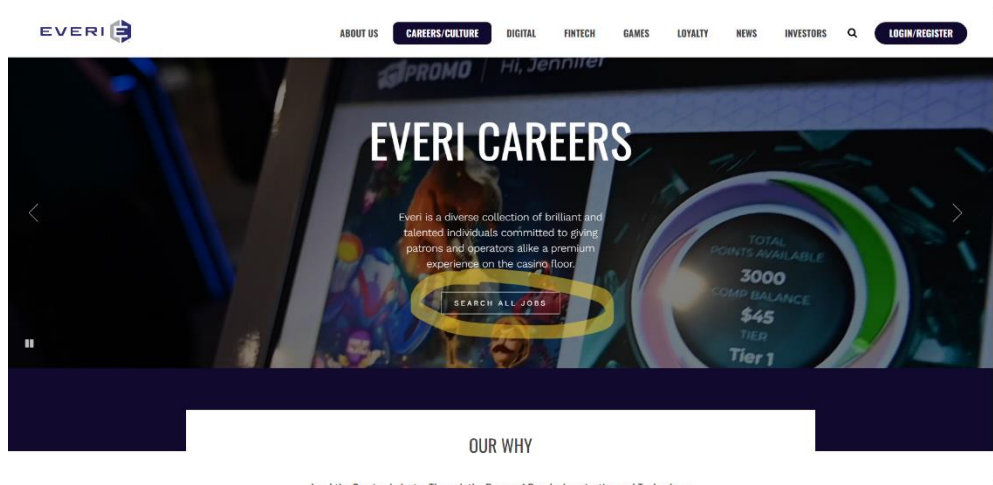 EVERI
ABOUT US CAREERS/CULTURE DIGITAL FINTECH GAMES LOYALTY NEWS INVESTORS LOGIN/REGISTER
PROMO Hi, Jennifer
EVERI CAREERS
Everi is a diverse collection of brilliant and
talented individuals committed to giving
patrons and operators alike a premium
experience on the casino floor.
SEARCH ALL JOBS
TOTAL
POINTS AVAILABLE
3000
COMP BALANCE
$45
TIER
Tier 1
OUR WHY